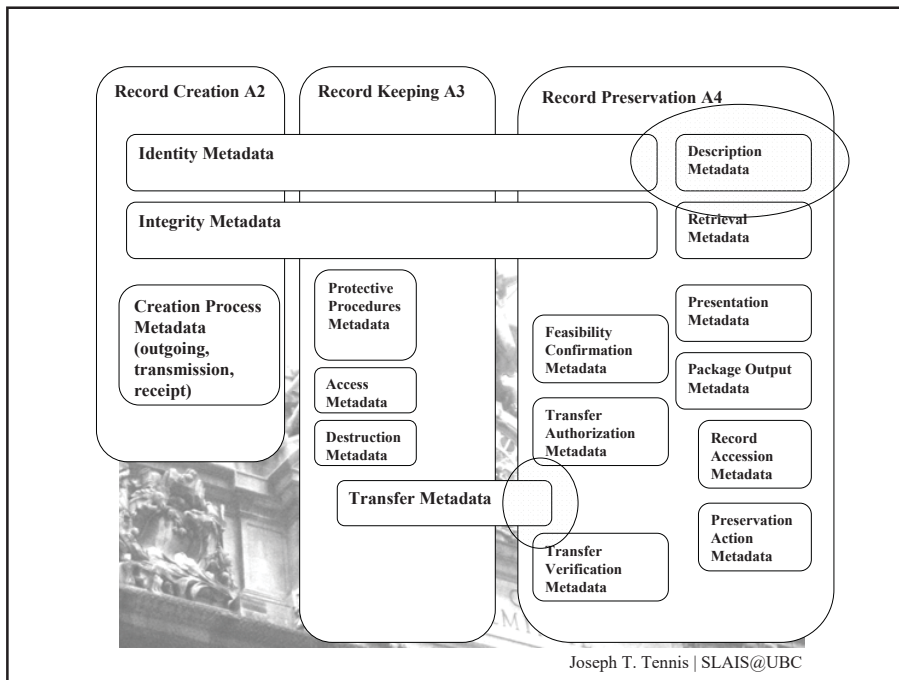 Record Creation A2
Record Keeping A3
Record Preservation A4
Identity Metadata
Description
Metadata
Integrity Metadata
Retrieval
Metadata
Creation Process
Metadata
(outgoing,
transmission,
receipt)
Protective
Procedures
Metadata
Access
Metadata
Destruction
Metadata
Transfer Metadata
Feasibility
Confirmation
Metadata
Transfer
Authorization
Metadata
Transfer
Verification
Metadata
Presentation
Metadata
Package Output
Metadata
Record
Accession
Metadata
Preservation
Action
Metadata
Joseph T. Tennis | SLAIS@UBC